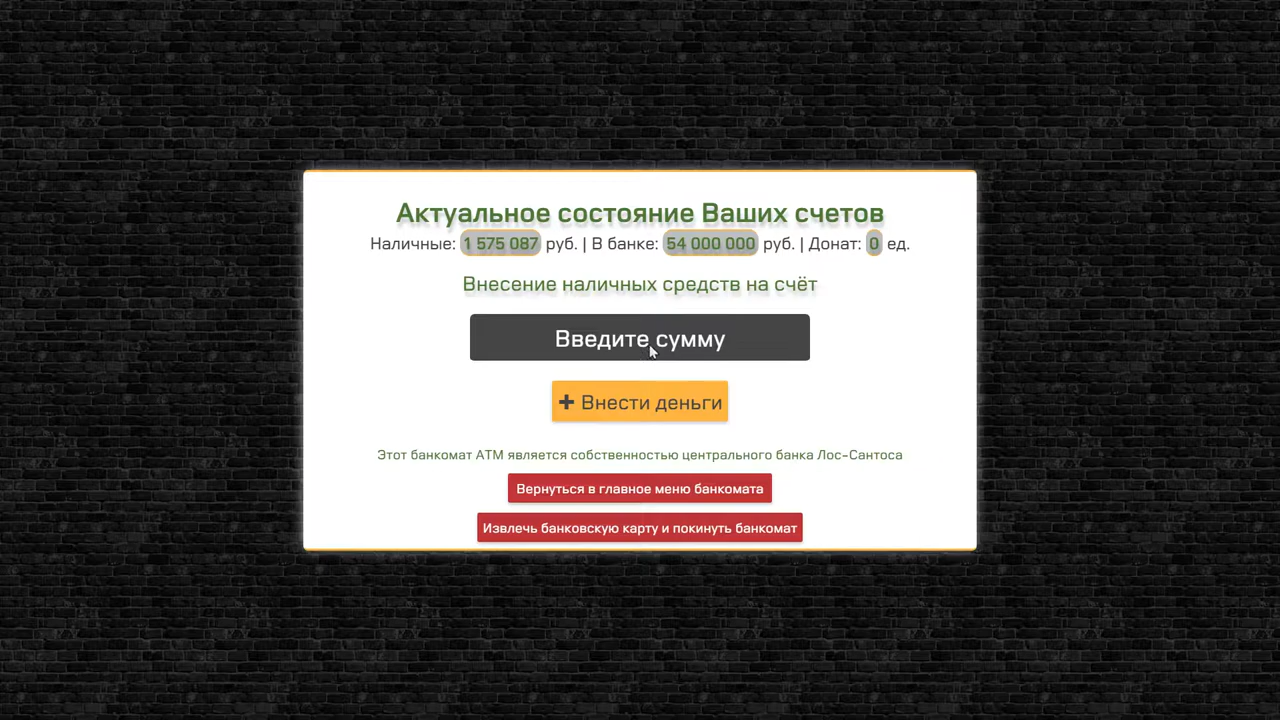 Актуальное состояние Ваших счетов
Наличные: 1 575 087 руб. | В банке: 54 000 000 руб. | Донат: 0 ед.
Внесение наличных средств на счёт
Введите сумму
+ Внести деньги
Этот банкомат АТМ является собственностью центрального банка Лос-Сантоса
Вернуться в главное меню банкомата
Извлечь банковскую карту и покинуть банкомат